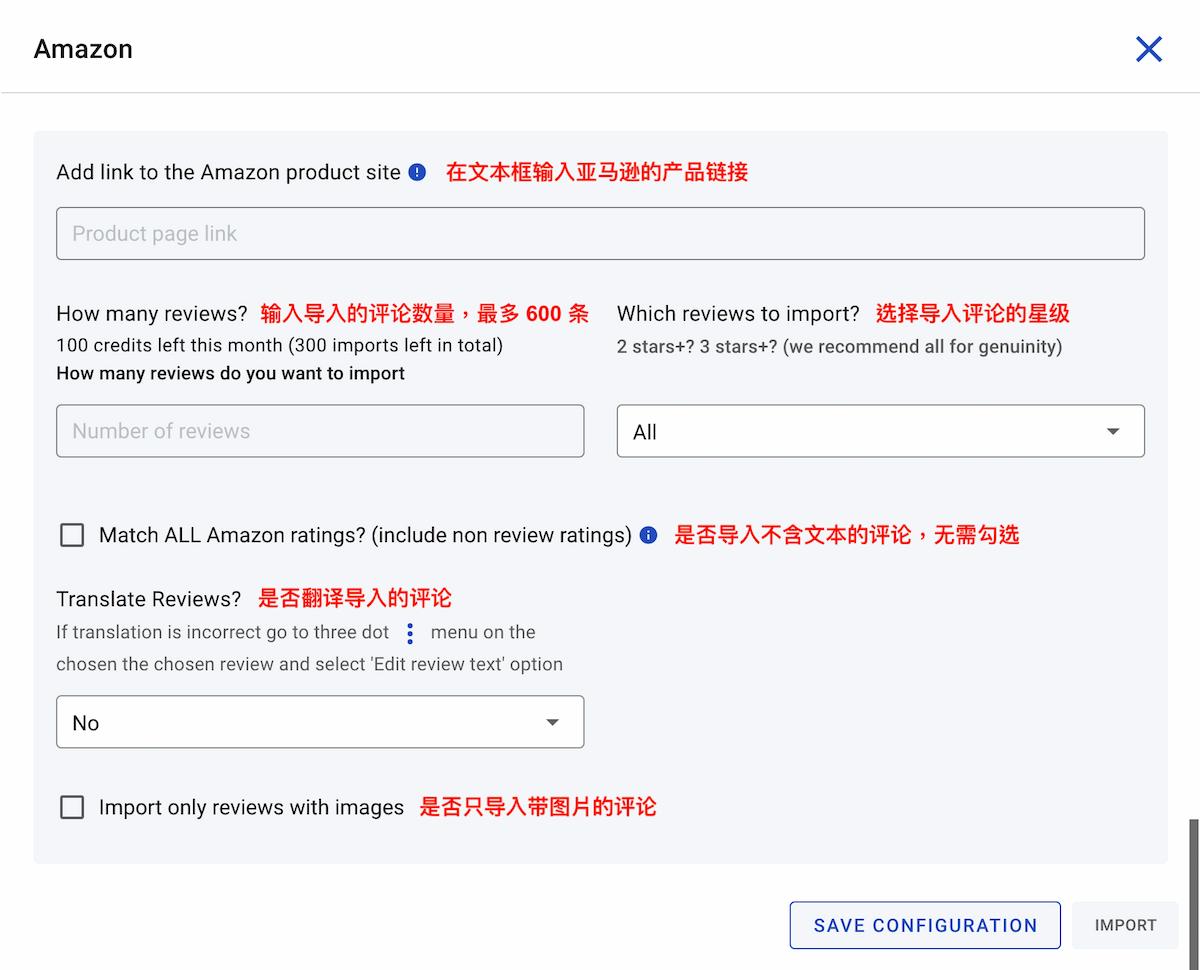 Amazon
Add link to the Amazon product site 在文本框输入亚马逊的产品链接
Product page link
How many reviews? 输入导入的评论数量，最多 600 条
100 credits left this month (300 imports left in total)
How many reviews do you want to import
Number of reviews
Which reviews to import? 选择导入评论的星级
2 stars+? 3 stars+? (we recommend all for genuinity)
All
Match ALL Amazon ratings? (include non review ratings) 是否导入不含文本的评论，无需勾选
Translate Reviews? 是否翻译导入的评论
If translation is incorrect go to three dot menu on the
chosen the chosen review and select 'Edit review text' option
No
Import only reviews with images 是否只导入带图片的评论
SAVE CONFIGURATION
IMPORT